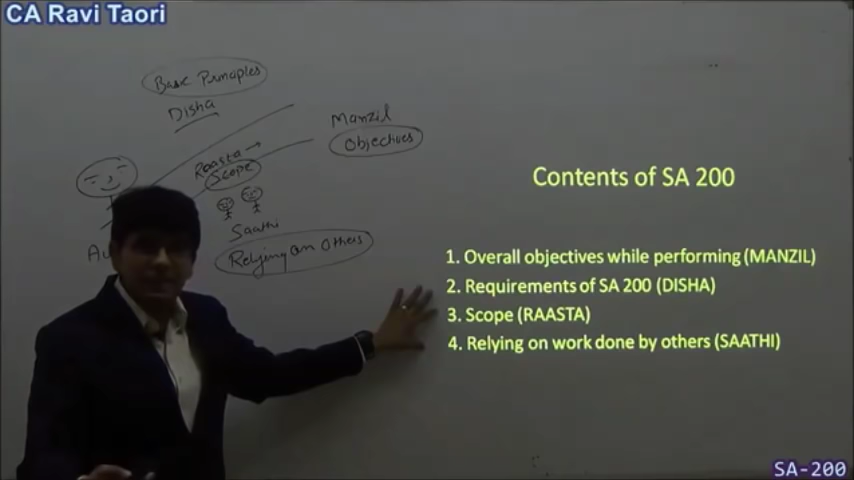 CA Ravi Taori
Basic Principles
Disha
Manzil
Objectives
Raasta →
Scope
Saathi
Relying on Others
Contents of SA 200
1. Overall objectives while performing (MANZIL)
2. Requirements of SA 200 (DISHA)
3. Scope (RAASTA)
4. Relying on work done by others (SAATHI)
SA-200